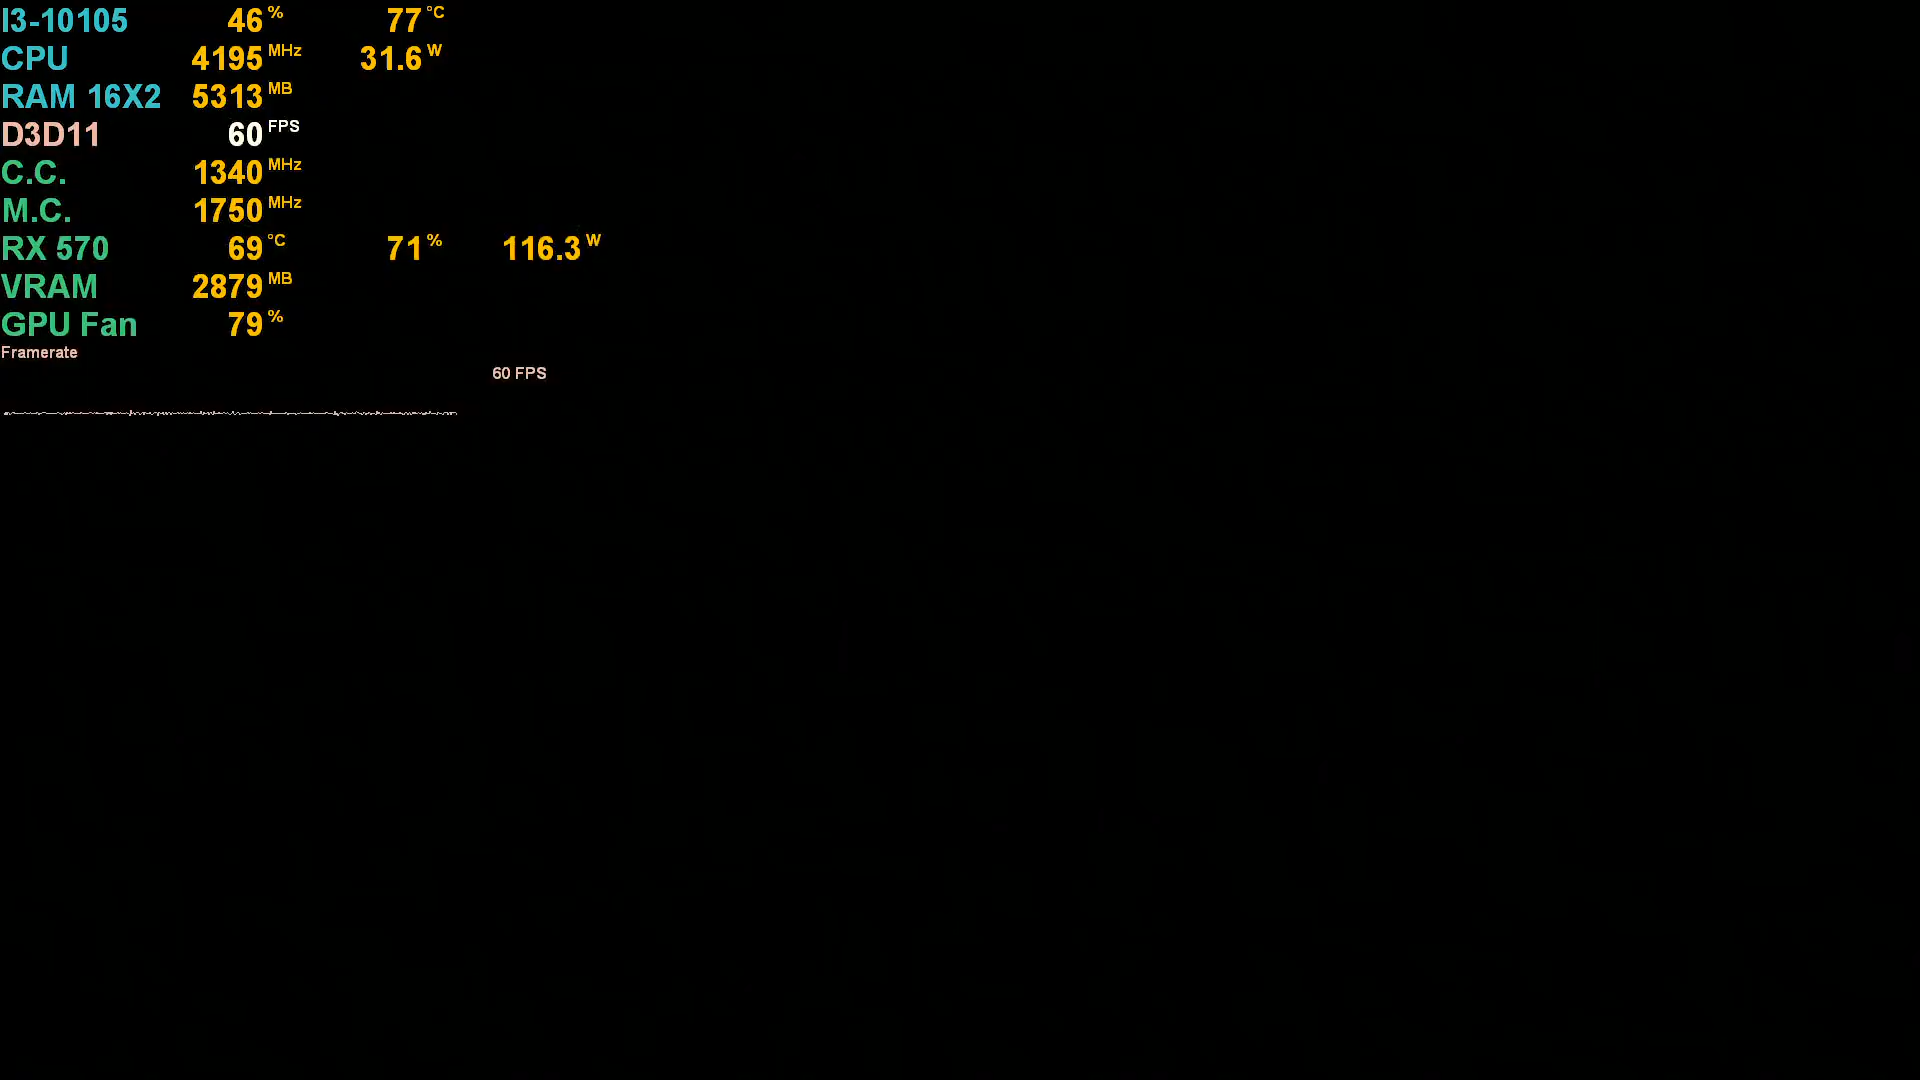 I3-10105 46 % 77 °C
CPU 4195 MHz 31.6 W
RAM 16X2 5313 MB
D3D11 60 FPS
C.C. 1340 MHz
M.C. 1750 MHz
RX 570 69 °C 71 % 116.3 W
VRAM 2879 MB
GPU Fan 79 %
Framerate
60 FPS